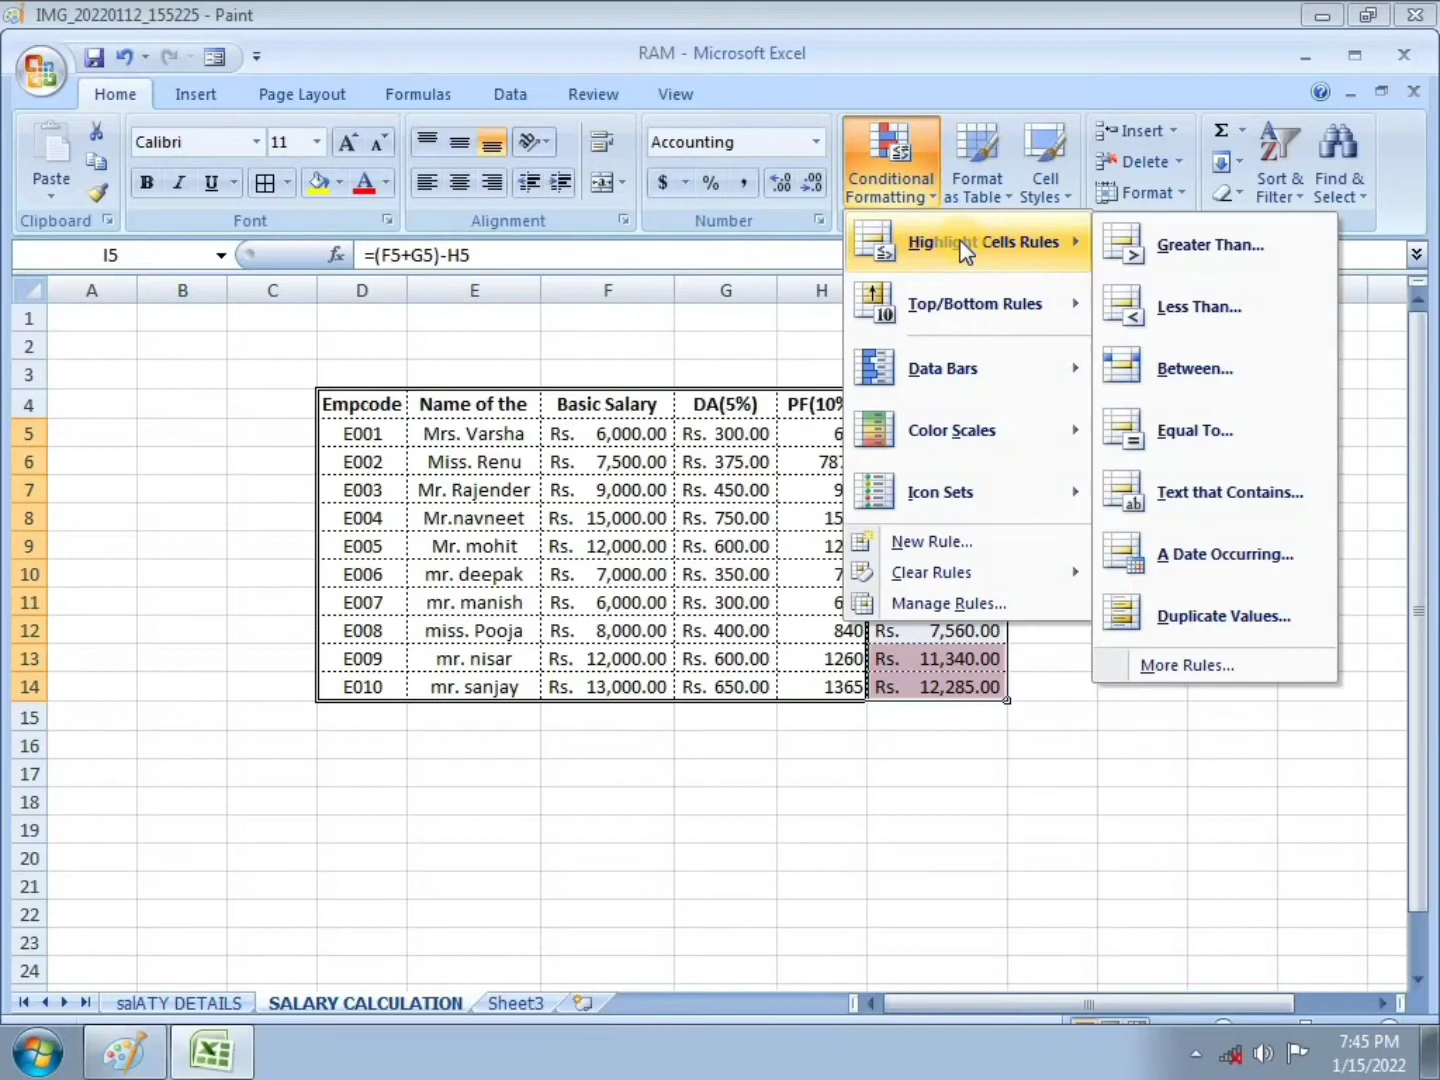 IMG_20220112_155225 - Paint
RAM - Microsoft Excel
Home Insert Page Layout Formulas Data Review View
Paste
Clipboard
Calibri 11
B I U
Font
Alignment
Accounting
$ % ,
Number
Conditional Formatting
Format as Table
Cell Styles
Insert
Delete
Format
Σ
Sort & Filter
Find & Select
I5 fx =(F5+G5)-H5
Highlight Cells Rules
Top/Bottom Rules
Data Bars
Color Scales
Icon Sets
New Rule...
Clear Rules
Manage Rules...
Greater Than...
Less Than...
Between...
Equal To...
Text that Contains...
A Date Occurring...
Duplicate Values...
More Rules...
A B C D E F G H
1
2
3
4 Empcode Name of the Basic Salary DA(5%)
5 E001 Mrs. Varsha Rs. 6,000.00 Rs. 300.00
6 E002 Miss. Renu Rs. 7,500.00 Rs. 375.00
7 E003 Mr. Rajender Rs. 9,000.00 Rs. 450.00
8 E004 Mr.navneet Rs. 15,000.00 Rs. 750.00
9 E005 Mr. mohit Rs. 12,000.00 Rs. 600.00
10 E006 mr. deepak Rs. 7,000.00 Rs. 350.00
11 E007 mr. manish Rs. 6,000.00 Rs. 300.00
12 E008 miss. Pooja Rs. 8,000.00 Rs. 400.00 840 Rs. 7,560.00
13 E009 mr. nisar Rs. 12,000.00 Rs. 600.00 1260 Rs. 11,340.00
14 E010 mr. sanjay Rs. 13,000.00 Rs. 650.00 1365 Rs. 12,285.00
15
16
17
18
19
20
21
22
23
24
salATY DETAILS SALARY CALCULATION Sheet3
7:45 PM
1/15/2022